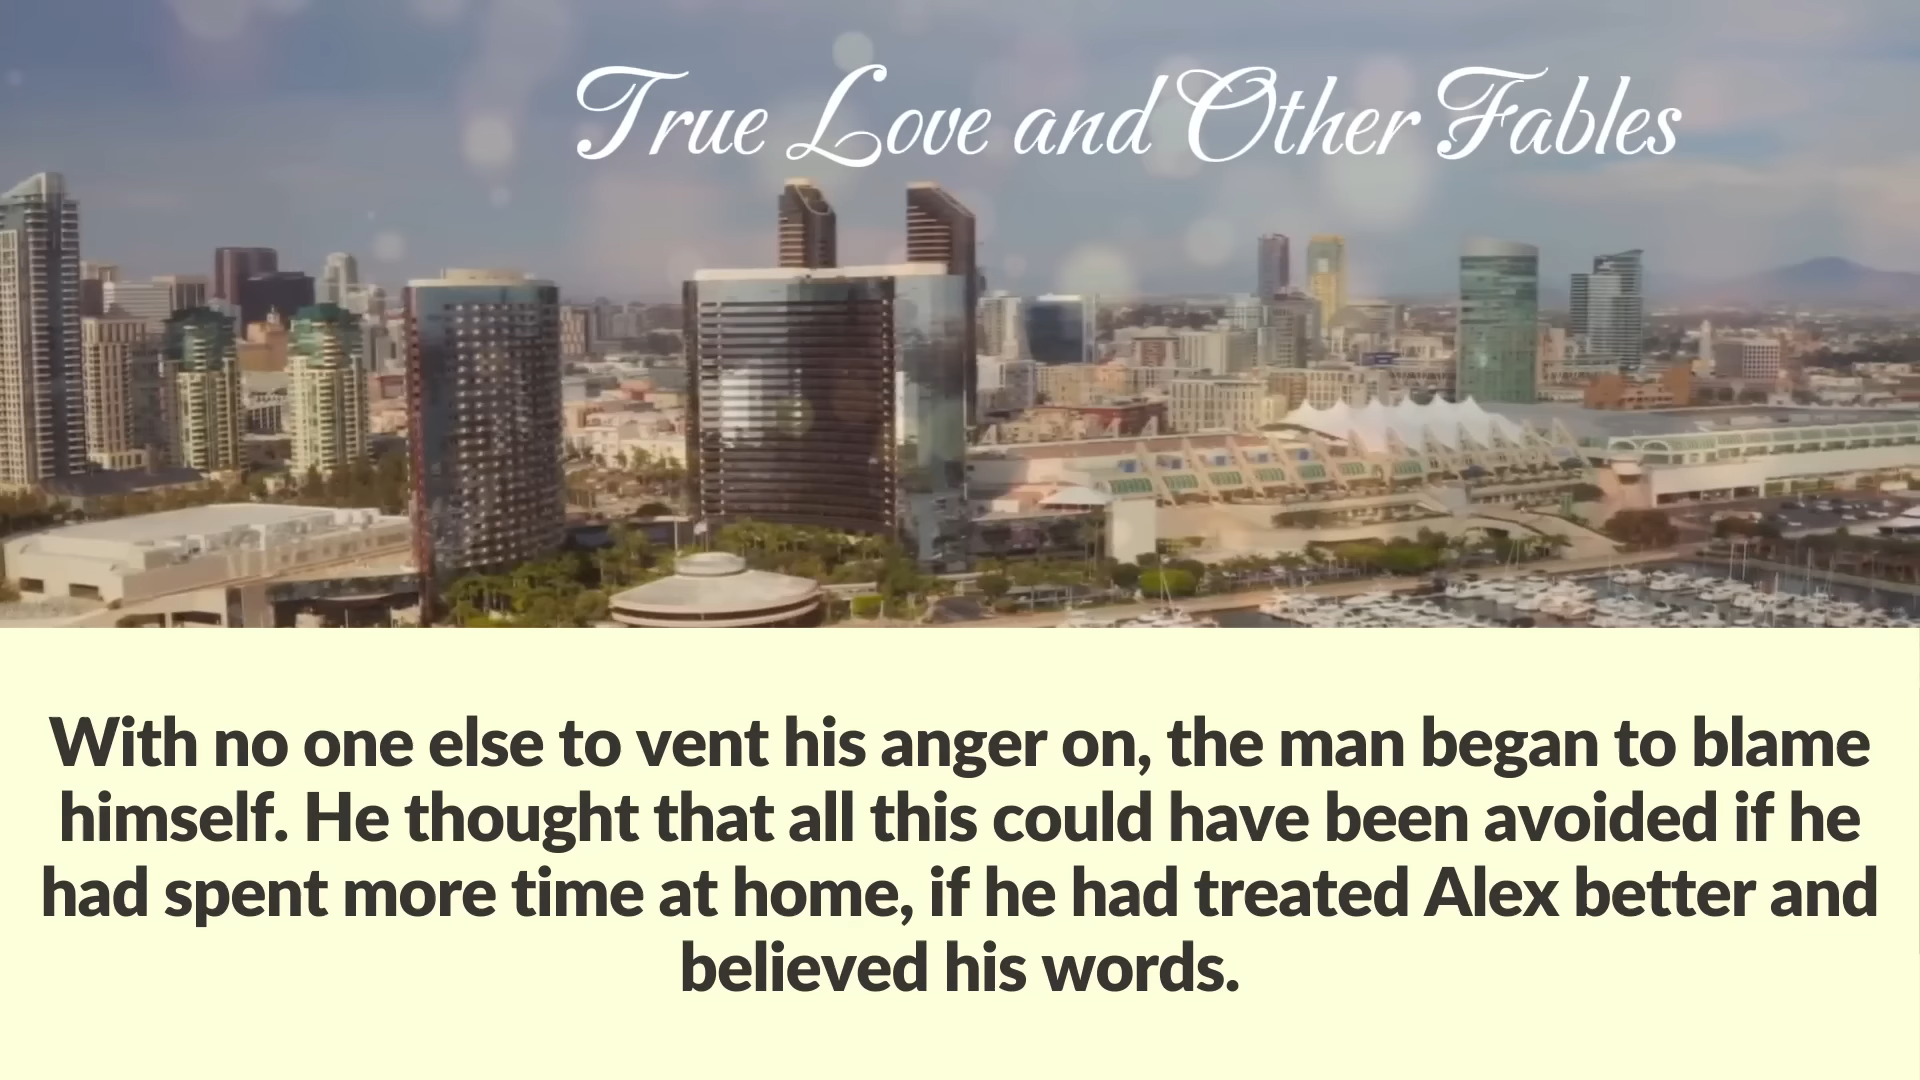 True Love and Other Fables
With no one else to vent his anger on, the man began to blame
himself. He thought that all this could have been avoided if he
had spent more time at home, if he had treated Alex better and
believed his words.